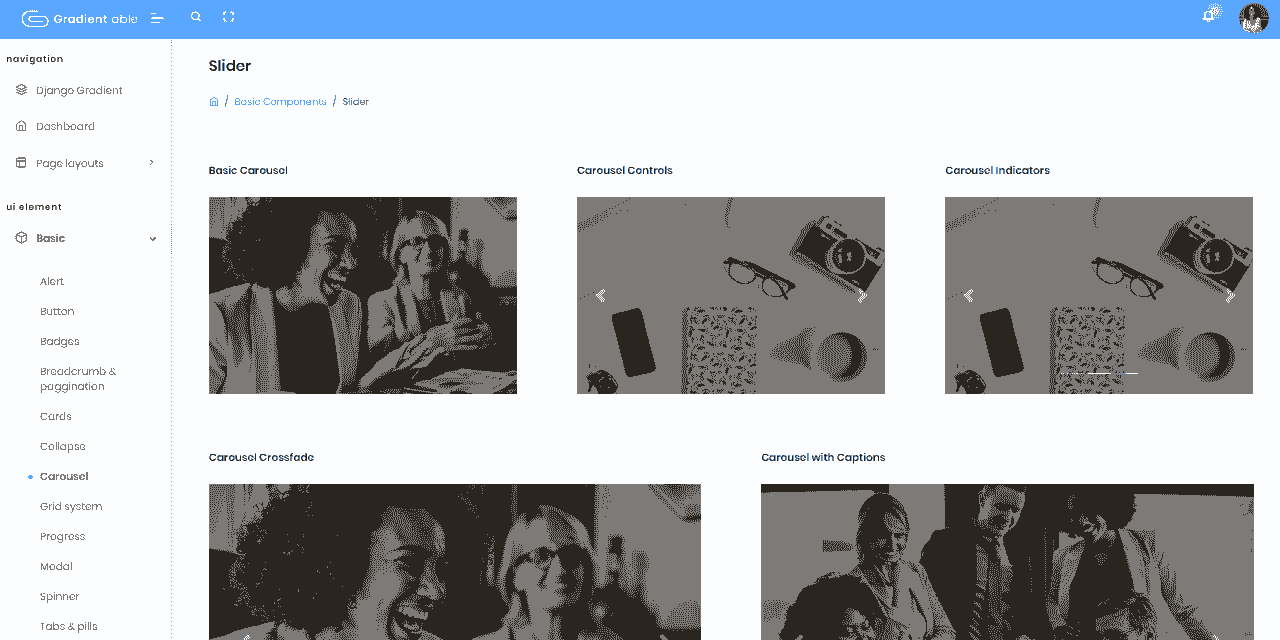 Gradient able
navigation
Django Gradient
Dashboard
Page layouts
ui element
Basic
Alert
Button
Badges
Breadcrumb &
paggination
Cards
Collapse
Carousel
Grid system
Progress
Modal
Spinner
Tabs & pills
Slider
/ Basic Components / Slider
Basic Carousel
Carousel Controls
Carousel Indicators
Carousel Crossfade
Carousel with Captions